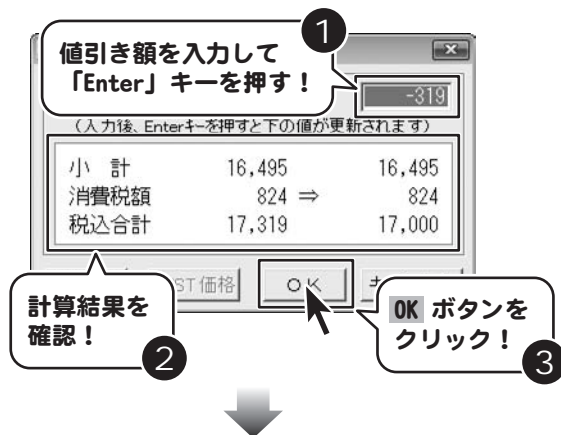 1
値引き額を入力して
「Enter」キーを押す！
-319
（入力後、Enterキーを押すと下の値が更新されます）
小 計 16,495 16,495
消費税額 824 ⇒ 824
税込合計 17,319 17,000
ST価格 OK
計算結果を
確認！
2
OK ボタンを
クリック！
3